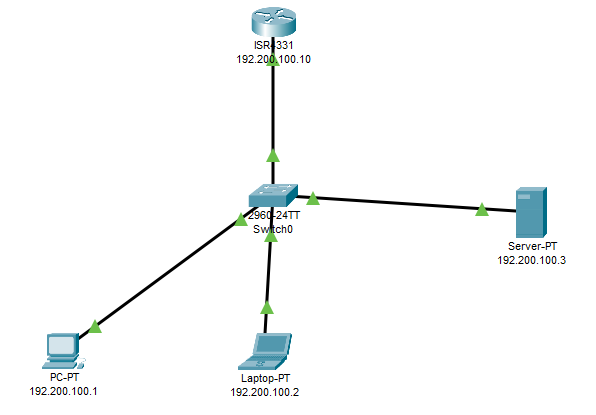 ISR4331
192.200.100.10
2960-24TT
Switch0
Server-PT
192.200.100.3
PC-PT
192.200.100.1
Laptop-PT
192.200.100.2